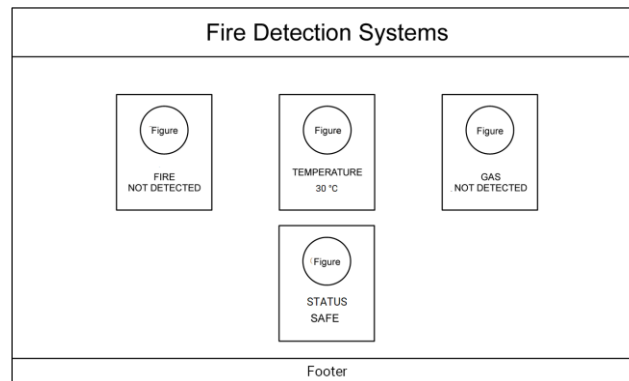 Fire Detection Systems
Figure
FIRE
NOT DETECTED
Figure
TEMPERATURE
30 °C
Figure
GAS
NOT DETECTED
Figure
STATUS
SAFE
Footer